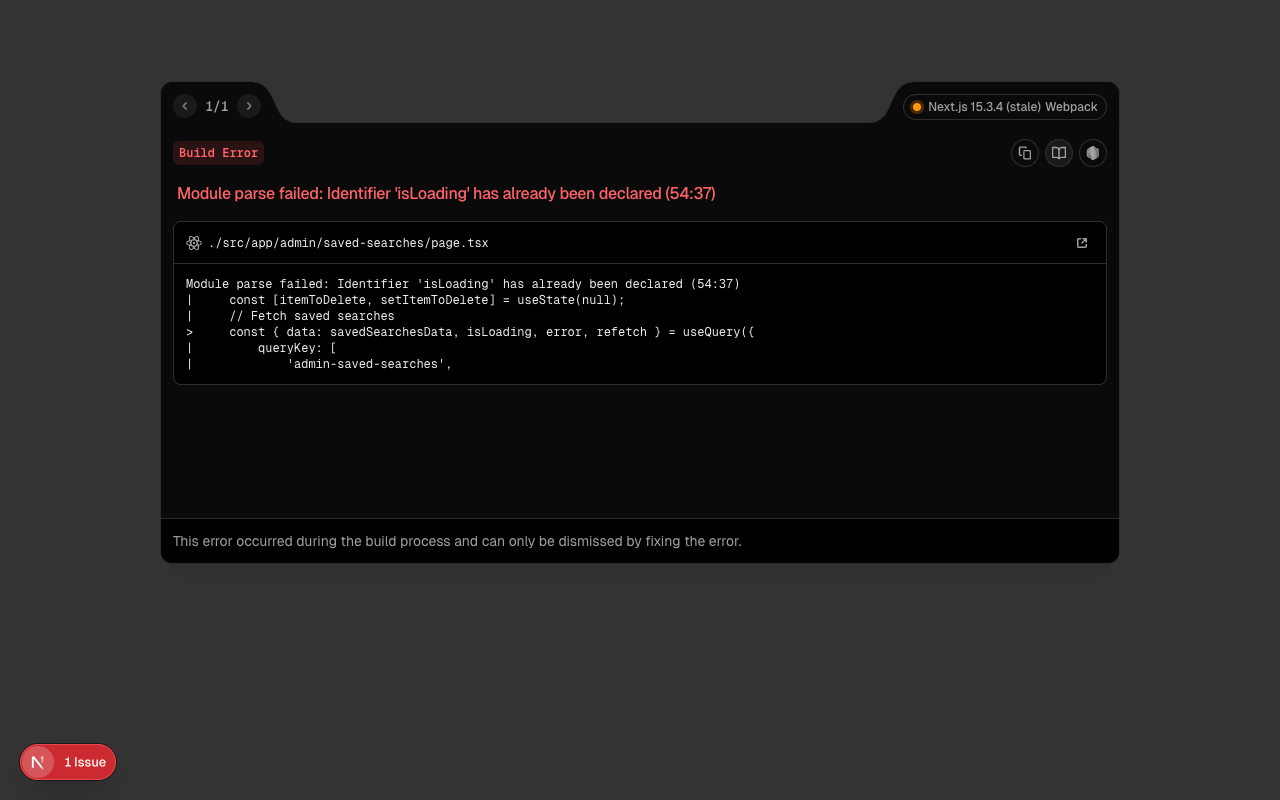 1/1
Next.js 15.3.4 (stale) Webpack
Build Error
Module parse failed: Identifier 'isLoading' has already been declared (54:37)
./src/app/admin/saved-searches/page.tsx
Module parse failed: Identifier 'isLoading' has already been declared (54:37)
|     const [itemToDelete, setItemToDelete] = useState(null);
|     // Fetch saved searches
>     const { data: savedSearchesData, isLoading, error, refetch } = useQuery({
|         queryKey: [
|             'admin-saved-searches',
This error occurred during the build process and can only be dismissed by fixing the error.
N 1 Issue